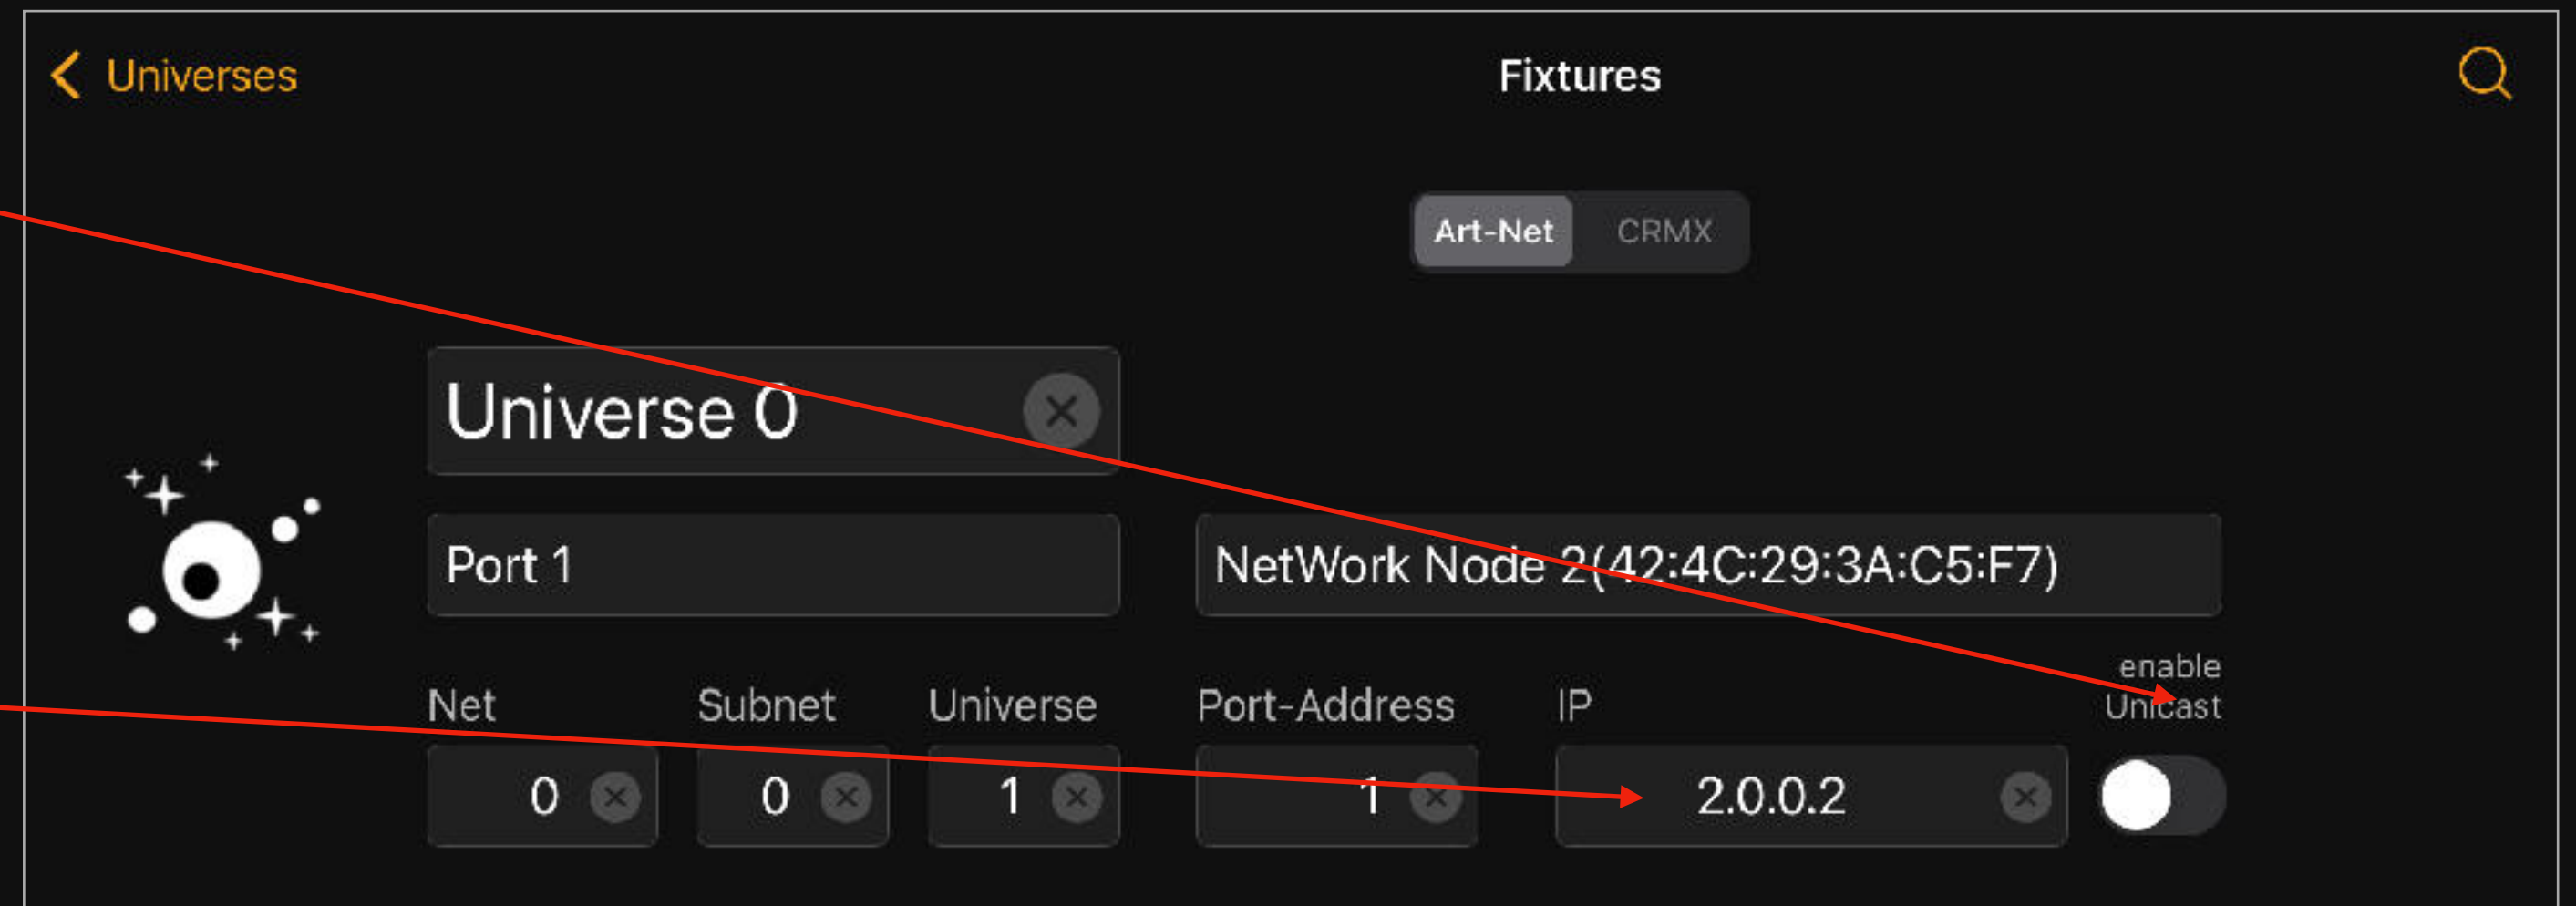 Universes
Fixtures
Art-Net CRMX
Universe 0
Port 1
NetWork Node 2(42:4C:29:3A:C5:F7)
enable
Unicast
Net Subnet Universe Port-Address IP
0 0 1 1 2.0.0.2